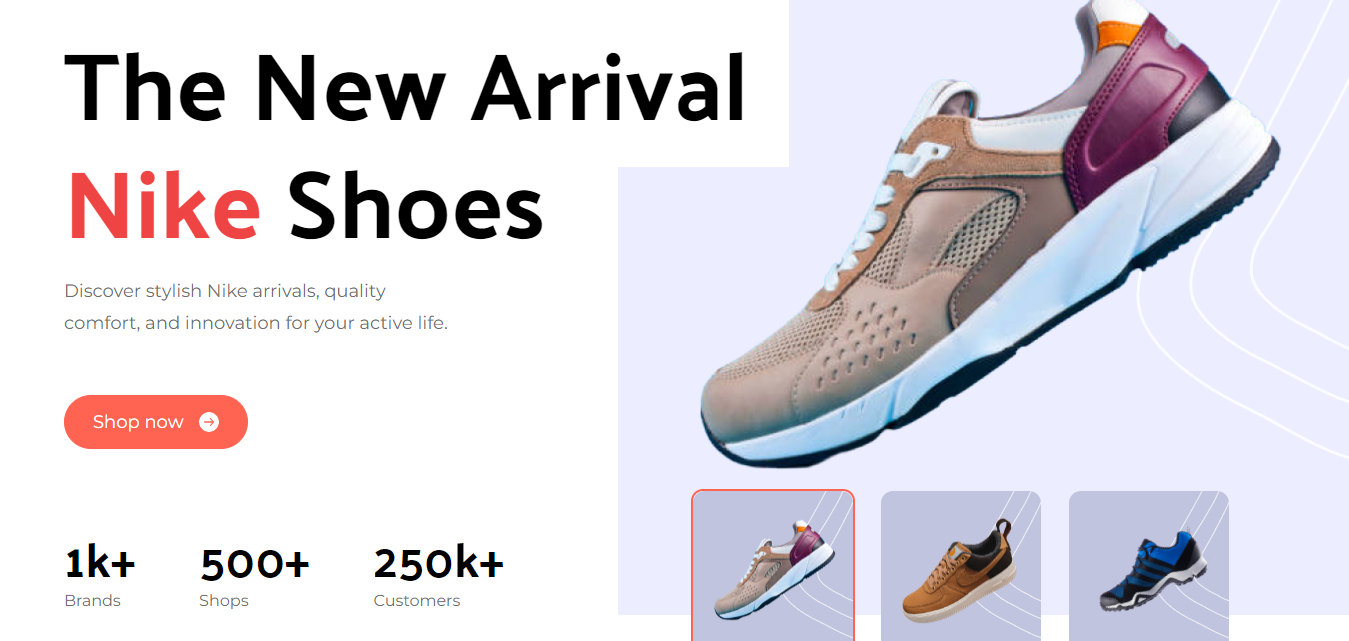 The New Arrival
Nike Shoes
Discover stylish Nike arrivals, quality
comfort, and innovation for your active life.
Shop now
1k+ 500+ 250k+
Brands Shops Customers